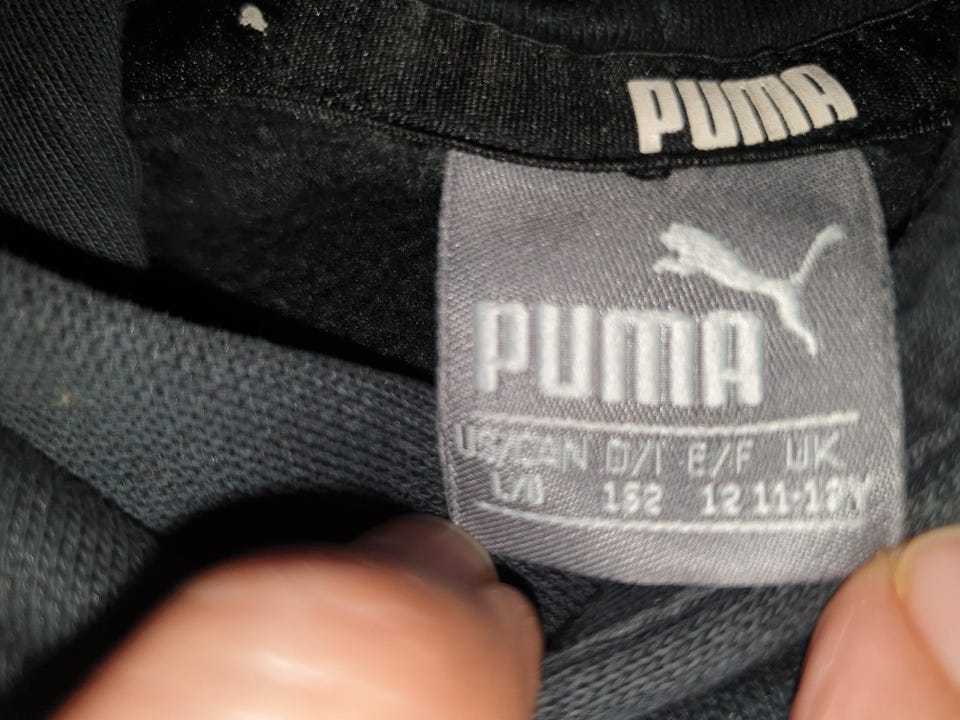 PUMA
PUMA
US/CAN D/I E/F UK
152 12 11-12Y